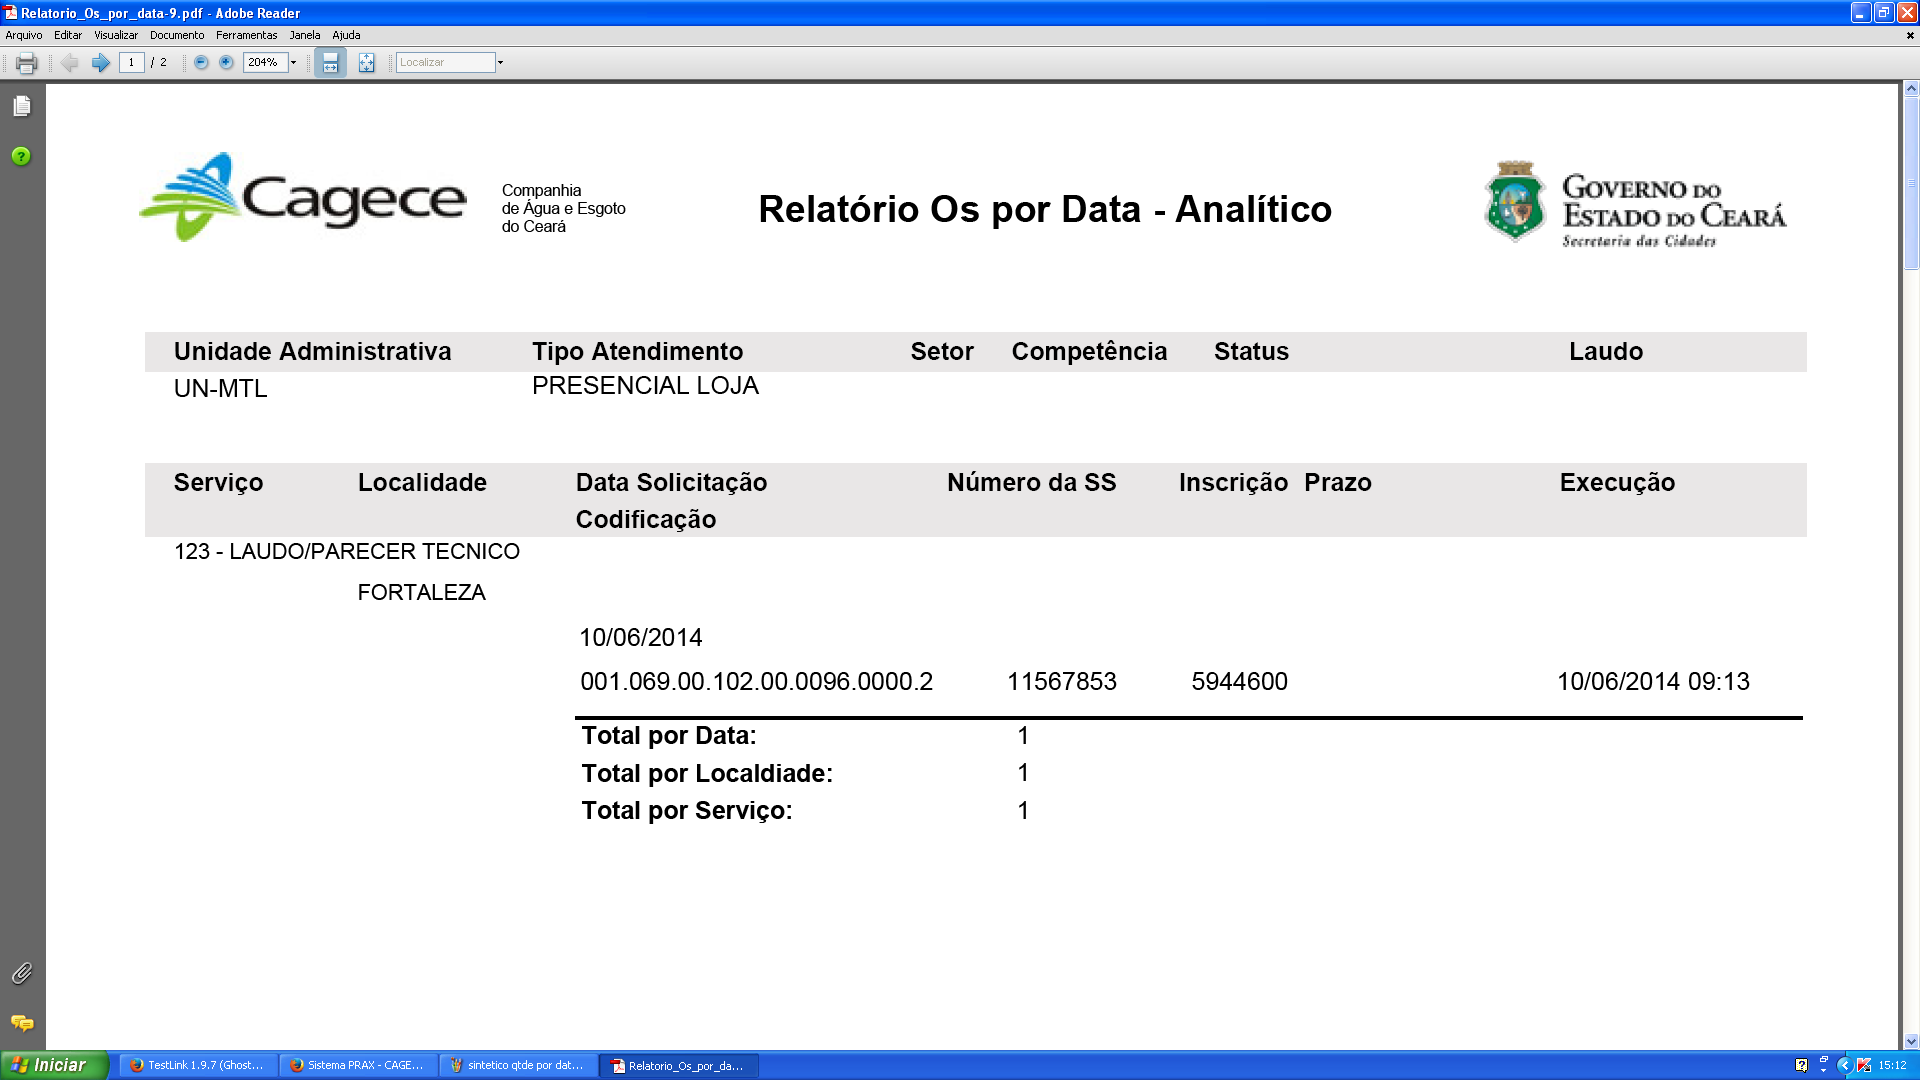 Relatorio_Os_por_data-9.pdf - Adobe Reader
Arquivo Editar Visualizar Documento Ferramentas Janela Ajuda
1 / 2 204% Localizar
Cagece
Companhia
de Água e Esgoto
do Ceará
Relatório Os por Data - Analítico
GOVERNO DO
ESTADO DO CEARÁ
Secretaria das Cidades
Unidade Administrativa Tipo Atendimento Setor Competência Status Laudo
UN-MTL PRESENCIAL LOJA
Serviço Localidade Data Solicitação Número da SS Inscrição Prazo Execução
Codificação
123 - LAUDO/PARECER TECNICO
FORTALEZA
10/06/2014
001.069.00.102.00.0096.0000.2 11567853 5944600 10/06/2014 09:13
Total por Data: 1
Total por Localdiade: 1
Total por Serviço: 1
Iniciar TestLink 1.9.7 (Ghost... Sistema PRAX - CAGE... sintetico qtde por dat... Relatorio_Os_por_da... 15:12